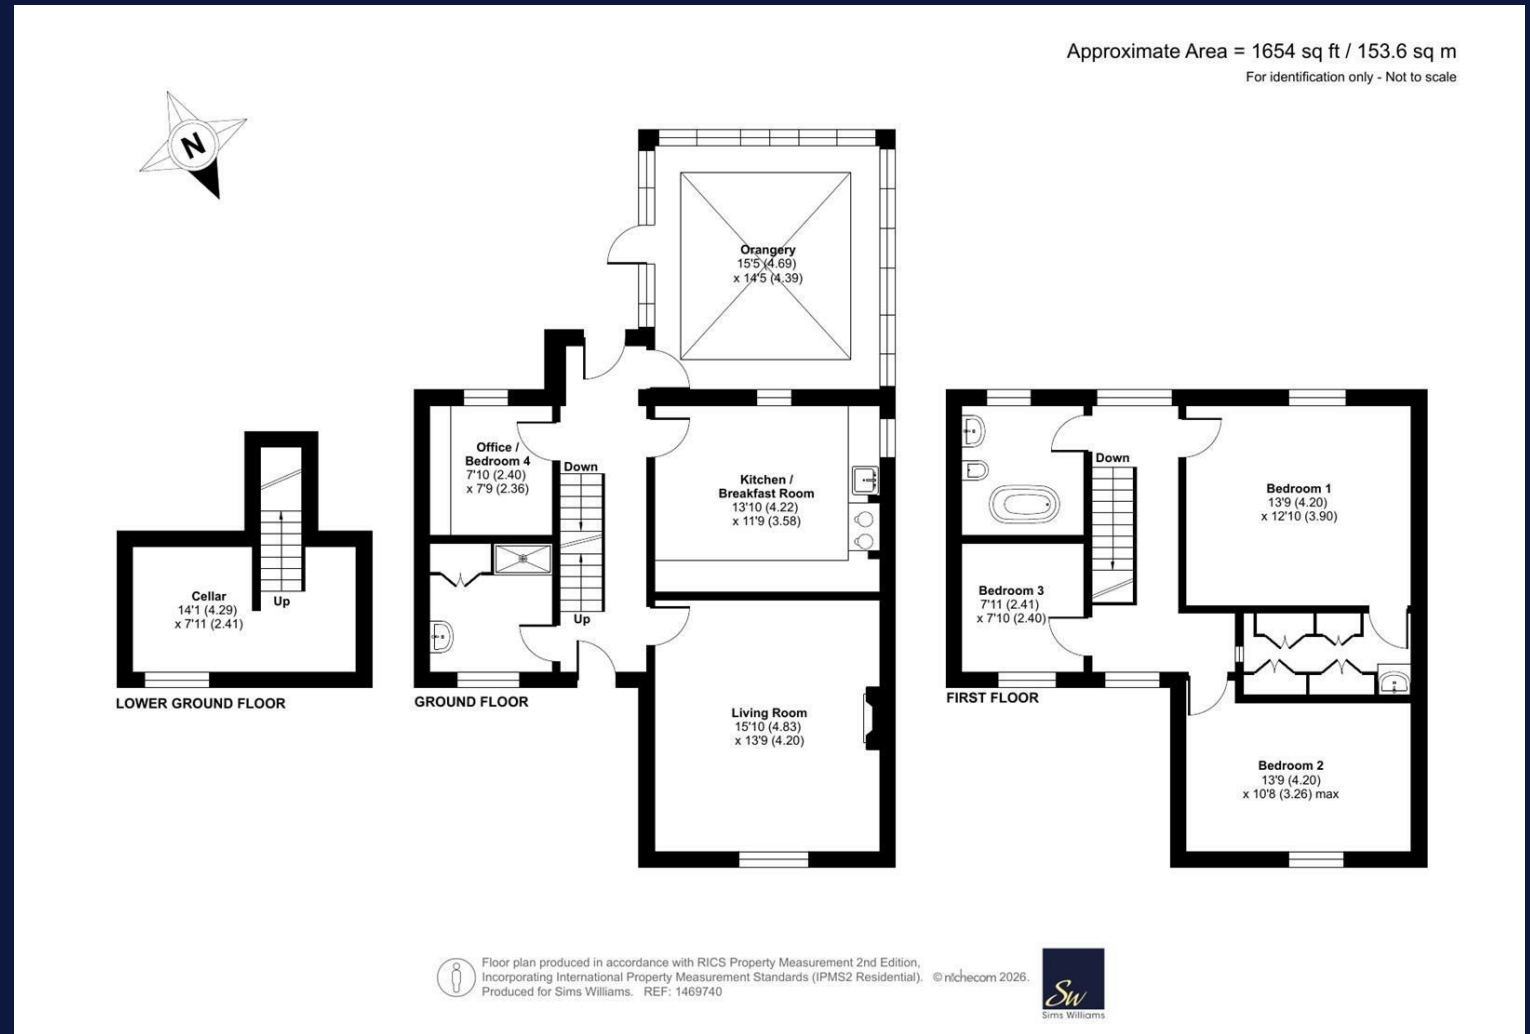 Approximate Area = 1654 sq ft / 153.6 sq m
For identification only - Not to scale
N
Orangery
15'5 (4.69)
x 14'5 (4.39)
Office /
Bedroom 4
7'10 (2.40)
x 7'9 (2.36)
Down
Kitchen /
Breakfast Room
13'10 (4.22)
x 11'9 (3.58)
Up
Living Room
15'10 (4.83)
x 13'9 (4.20)
GROUND FLOOR
Cellar
14'1 (4.29)
x 7'11 (2.41)
Up
LOWER GROUND FLOOR
Down
Bedroom 1
13'9 (4.20)
x 12'10 (3.90)
Bedroom 3
7'11 (2.41)
x 7'10 (2.40)
Bedroom 2
13'9 (4.20)
x 10'8 (3.26) max
FIRST FLOOR
Floor plan produced in accordance with RICS Property Measurement 2nd Edition,
Incorporating International Property Measurement Standards (IPMS2 Residential). © nichecom 2026.
Produced for Sims Williams. REF: 1469740
Sw
Sims Williams